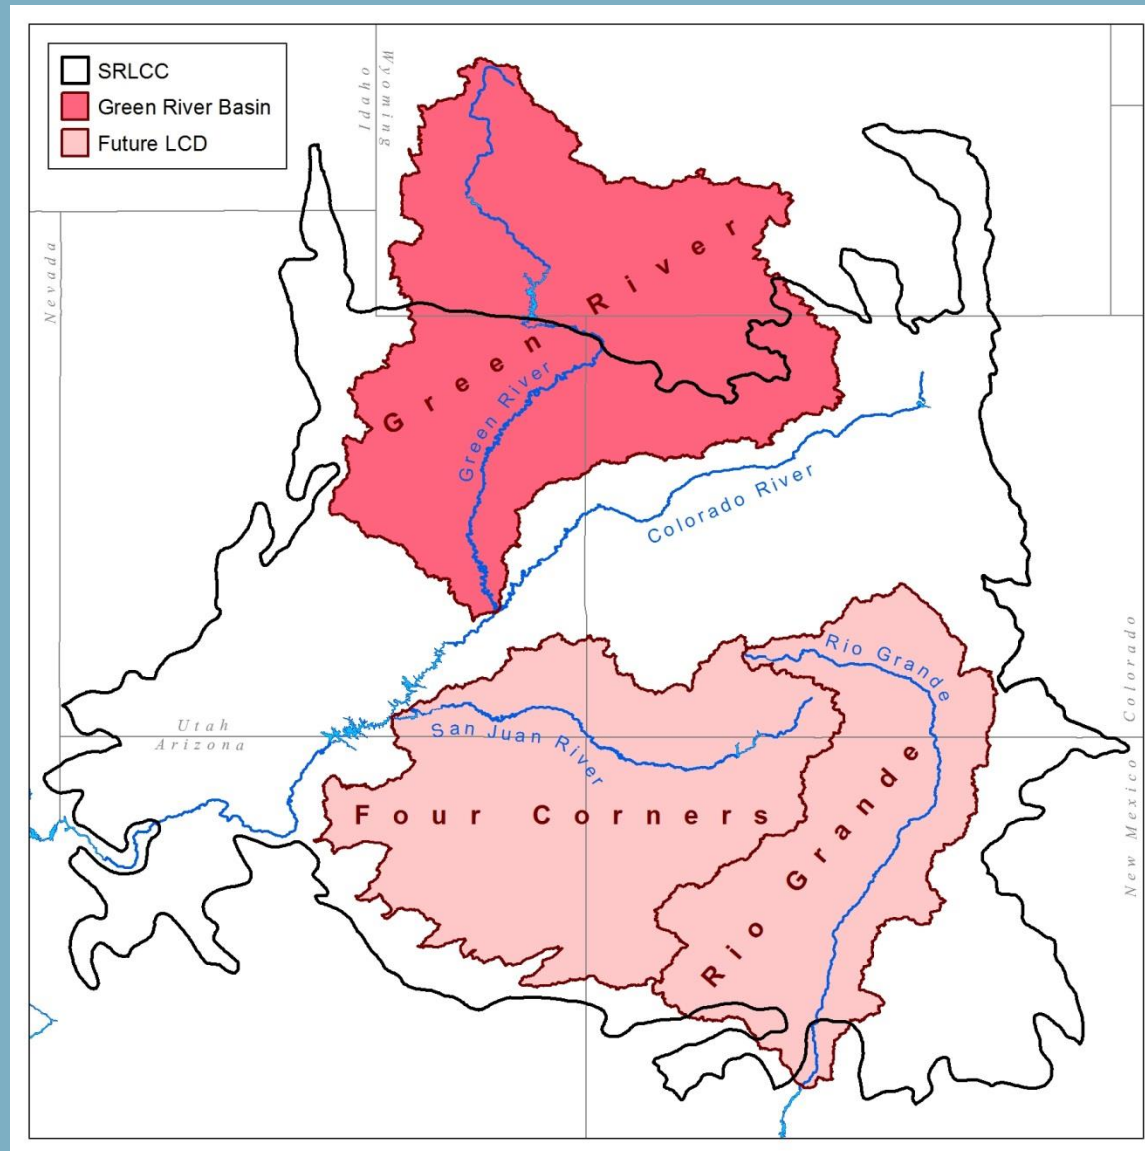 SRLCC
Green River Basin
Future LCD
Idaho
Wyoming
Nevada
Green River
Green River
Colorado River
Rio Grande
Utah
Arizona
San Juan River
Four Corners
Rio Grande
Colorado
New Mexico